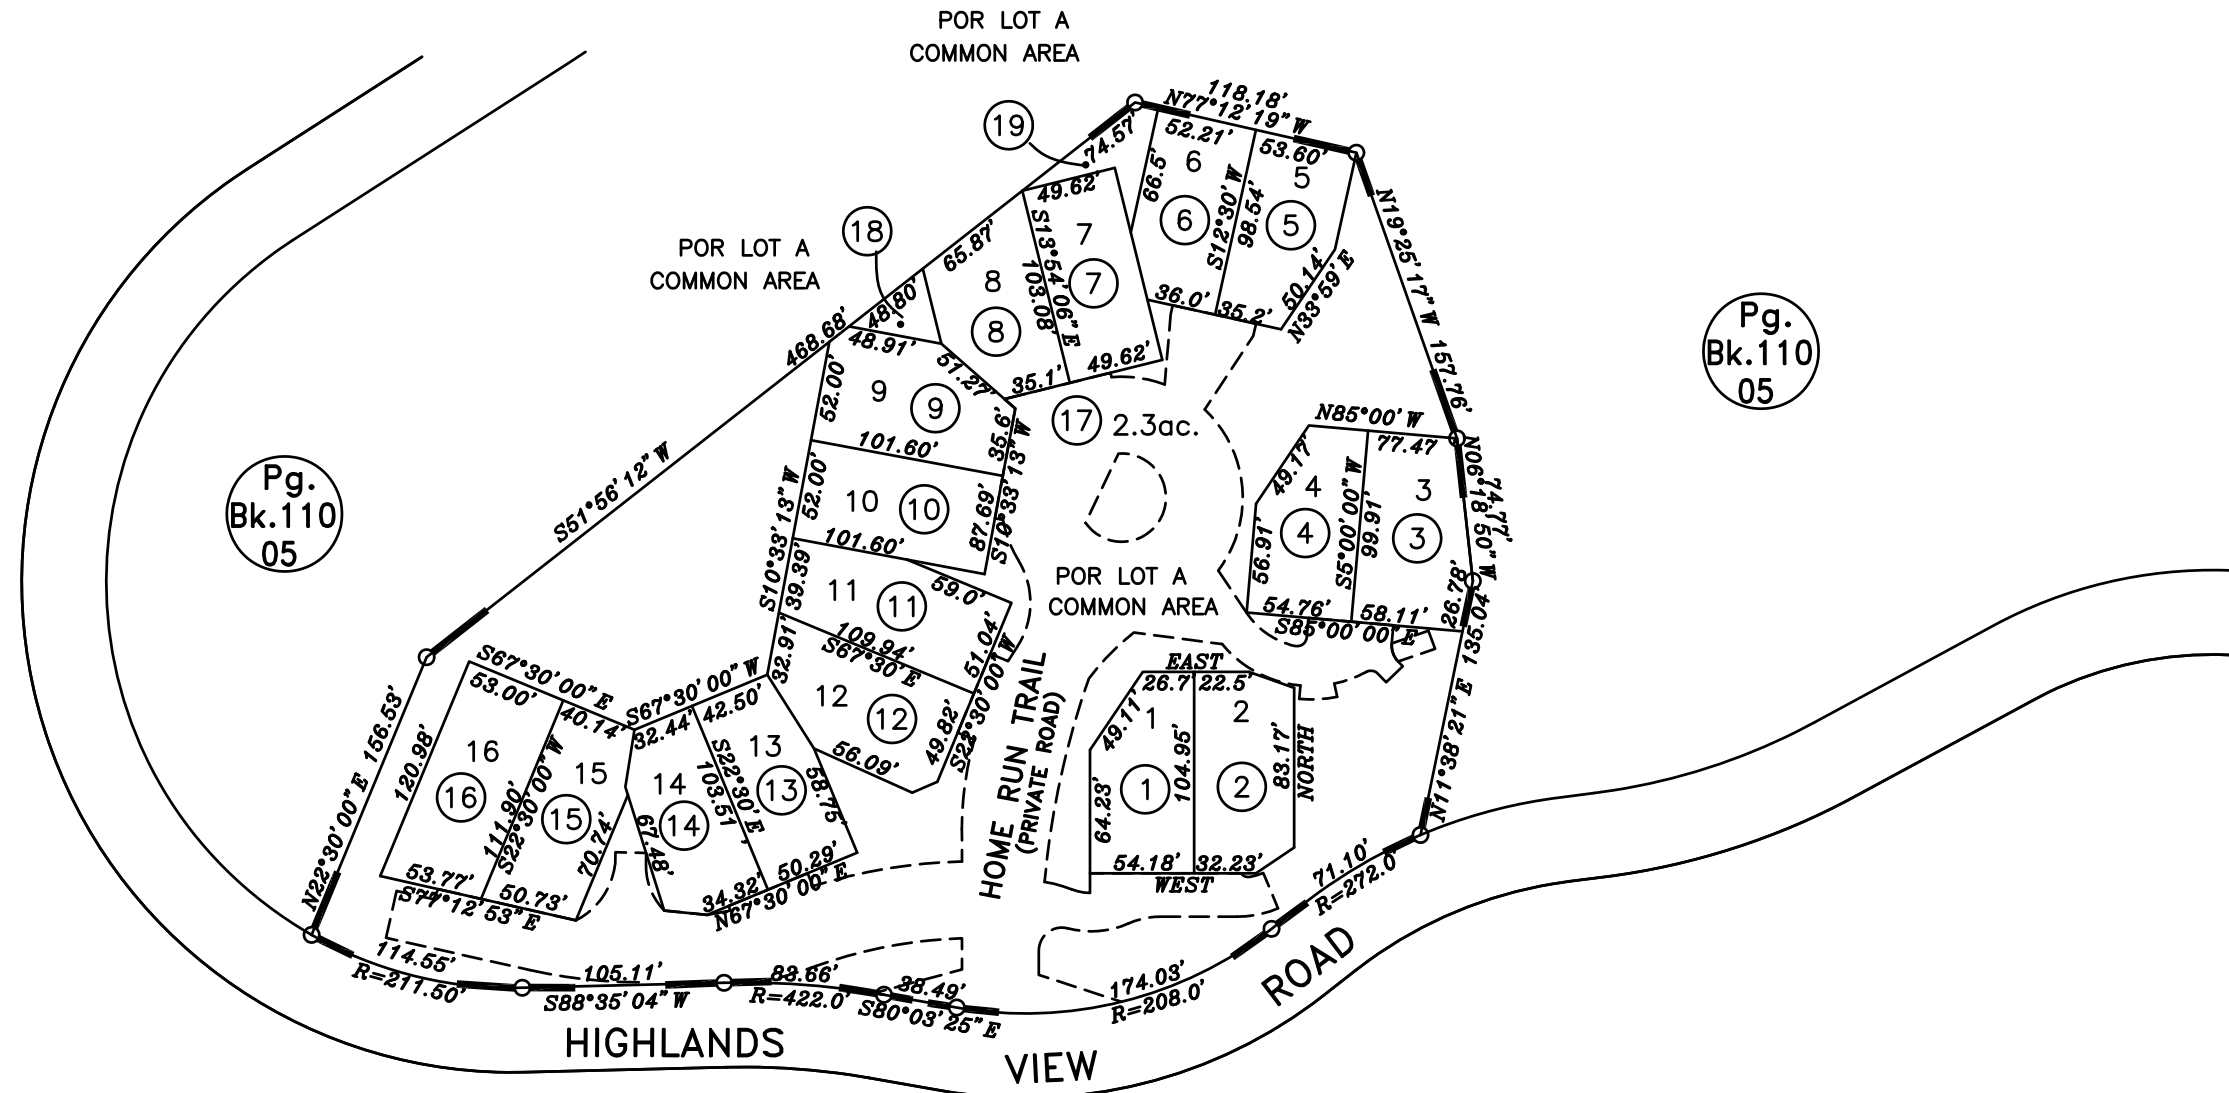 POR LOT A
COMMON AREA
118.18'
N77°12'19"W
19
74.57'
52.21'
53.60'
6
5
66.5'
S12°30'W
98.54'
6
5
49.62'
N19°25'17"W 157.76'
18
POR LOT A
COMMON AREA
65.87'
S13°54'06"E
103.08'
7
7
8
8
50.14'
N33°59'E
36.0'
35.2'
Pg.
Bk.110
05
468.68'
48.80'
48.91'
51.27'
49.62'
35.1'
52.00'
9
9
35.6'
17
2.3ac.
N85°00'W
77.47
101.60'
49.17'
4
3
N06°18'50"W
74.77'
S51°56'12"W
Pg.
Bk.110
05
52.00'
S10°33'13"W
10
10
87.69'
S10°33'13"W
4
S5°00'00"W
99.91'
3
101.60'
56.91'
39.39'
S10°33'13"W
11
11
59.0'
POR LOT A
COMMON AREA
54.76'
58.11'
26.78'
S85°00'00"E
N11°38'21"E 135.04'
109.94'
S67°30'E
51.04'
32.91'
S67°30'00"E
53.00'
40.14'
S67°30'00"W
32.44'
42.50'
12
12
49.82'
S22°30'00"W
56.09'
EAST
26.7'
22.5'
49.11'
1
2
HOME RUN TRAIL
(PRIVATE ROAD)
N22°30'00"E 156.53'
120.98'
16
16
111.90'
S22°30'00"W
15
15
70.74'
14
14
67.48'
S22°30'E
103.51'
13
13
58.75'
64.23'
1
104.95'
2
83.17'
NORTH
53.77'
50.73'
S77°12'53"E
34.32'
50.29'
N67°30'00"E
54.18'
32.23'
WEST
71.10'
R=272.0'
114.55'
R=211.50'
105.11'
S88°35'04"W
83.66'
R=422.0'
38.49'
S80°03'25"E
174.03'
R=208.0'
HIGHLANDS
VIEW
ROAD